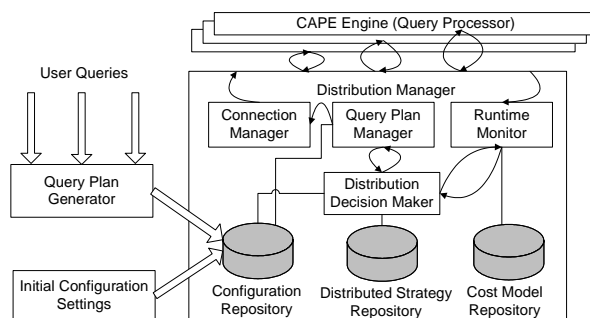 CAPE Engine (Query Processor)
User Queries
Distribution Manager
Connection
Manager
Query Plan
Manager
Runtime
Monitor
Query Plan
Generator
Distribution
Decision Maker
Initial Configuration
Settings
Configuration
Repository
Distributed Strategy
Repository
Cost Model
Repository